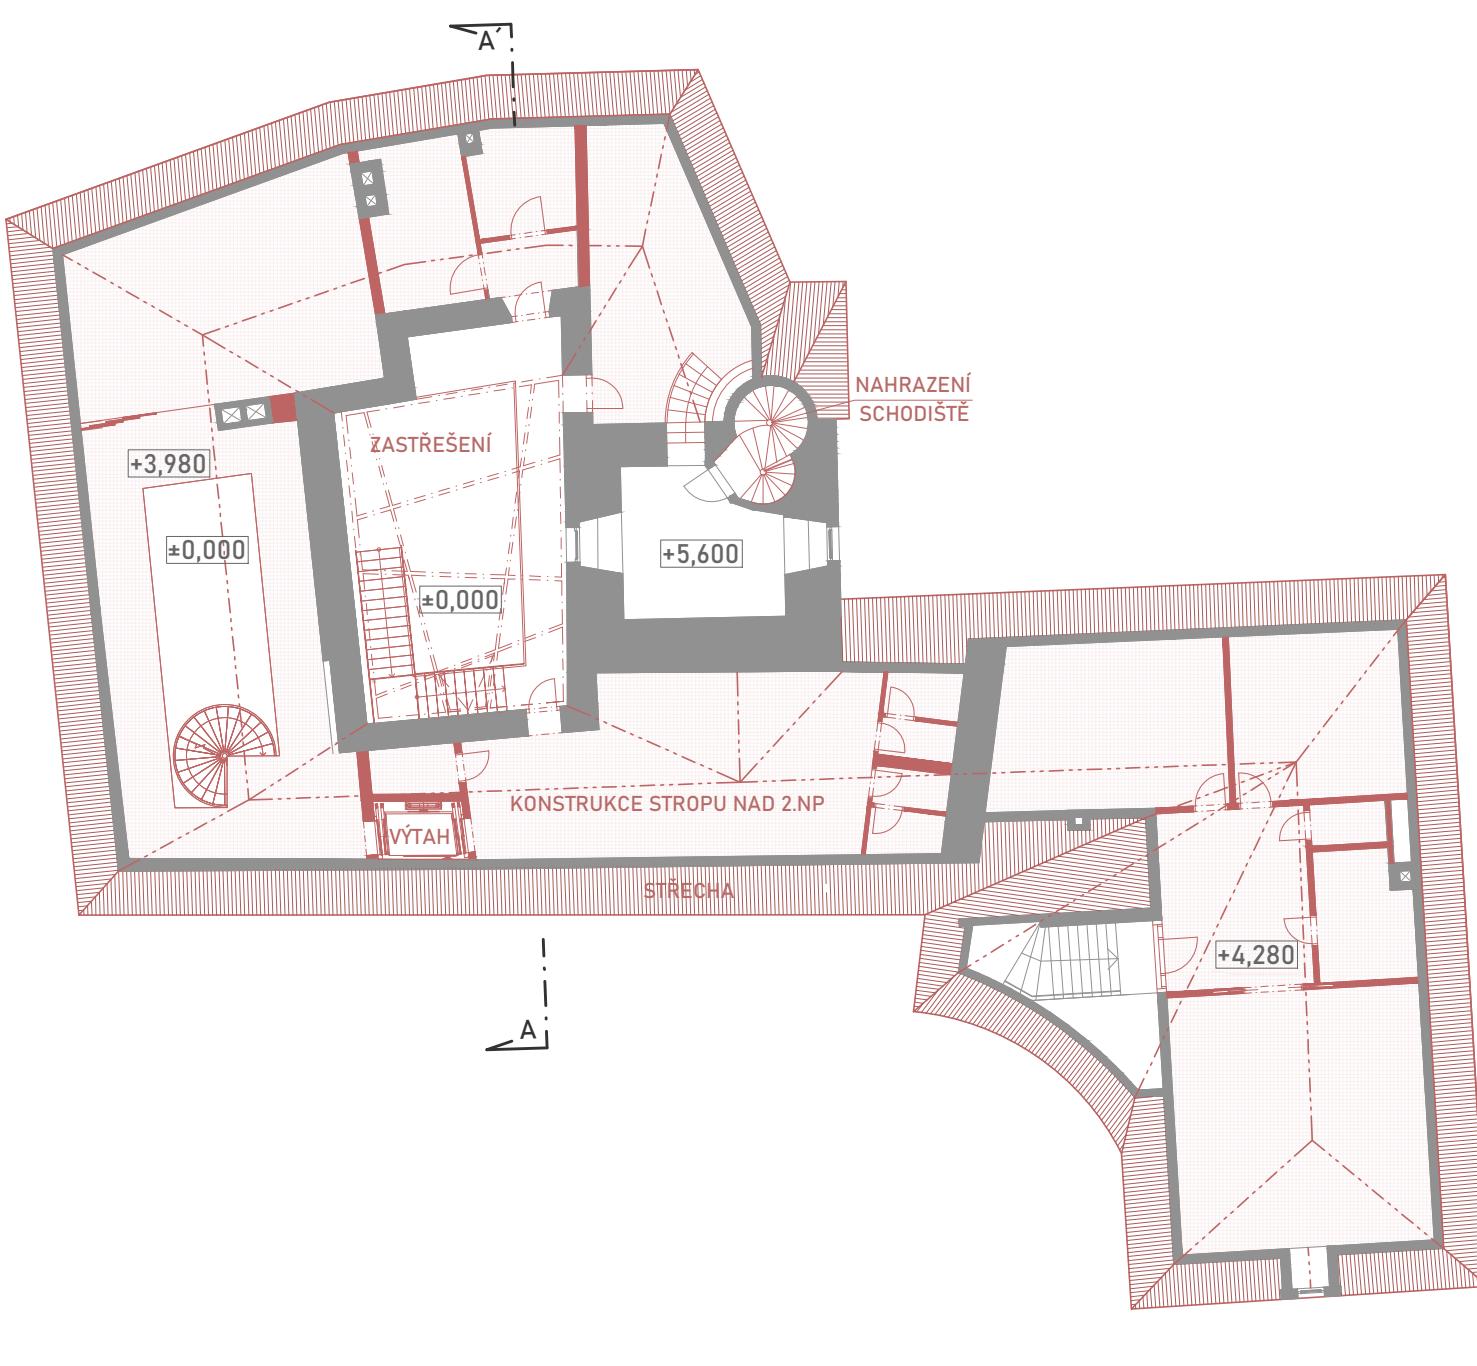 A´
NAHRAZENÍ
SCHODIŠTĚ
ZASTŘEŠENÍ
+3,980
±0,000
+5,600
±0,000
KONSTRUKCE STROPU NAD 2.NP
VÝTAH
STŘECHA
+4,280
A